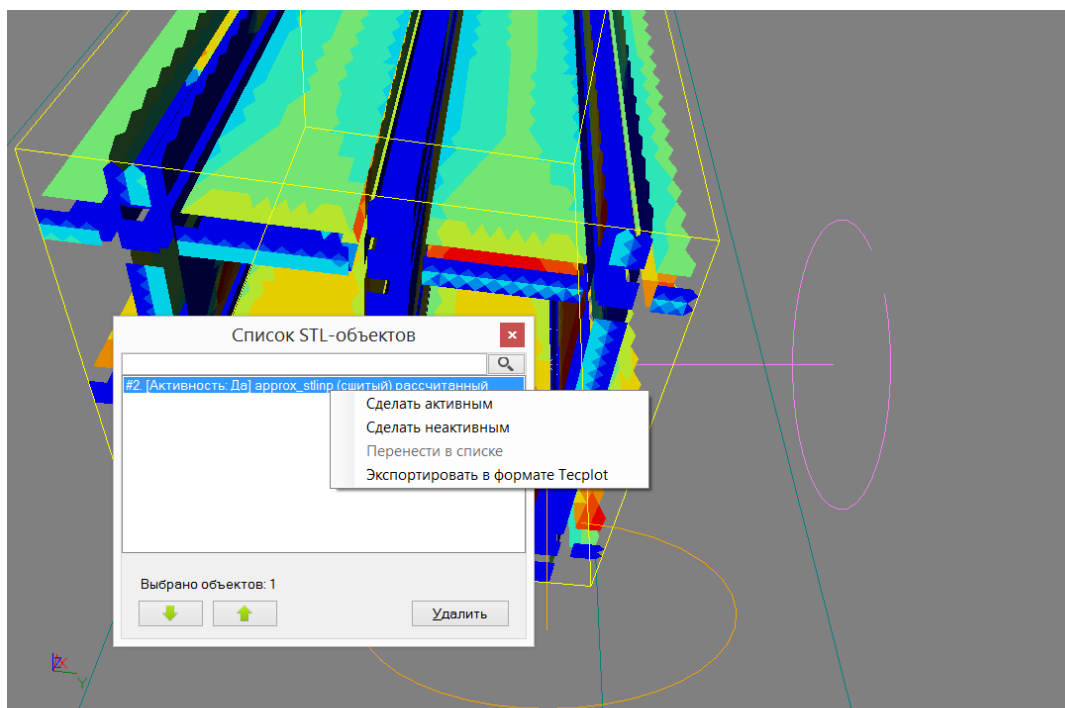 Список STL-объектов
#2. [Активность: Да] approx_stlinp (сшитый) рассчитанный
Сделать активным
Сделать неактивным
Перенести в списке
Экспортировать в формате Tecplot
Выбрано объектов: 1
Удалить
Z X
Y